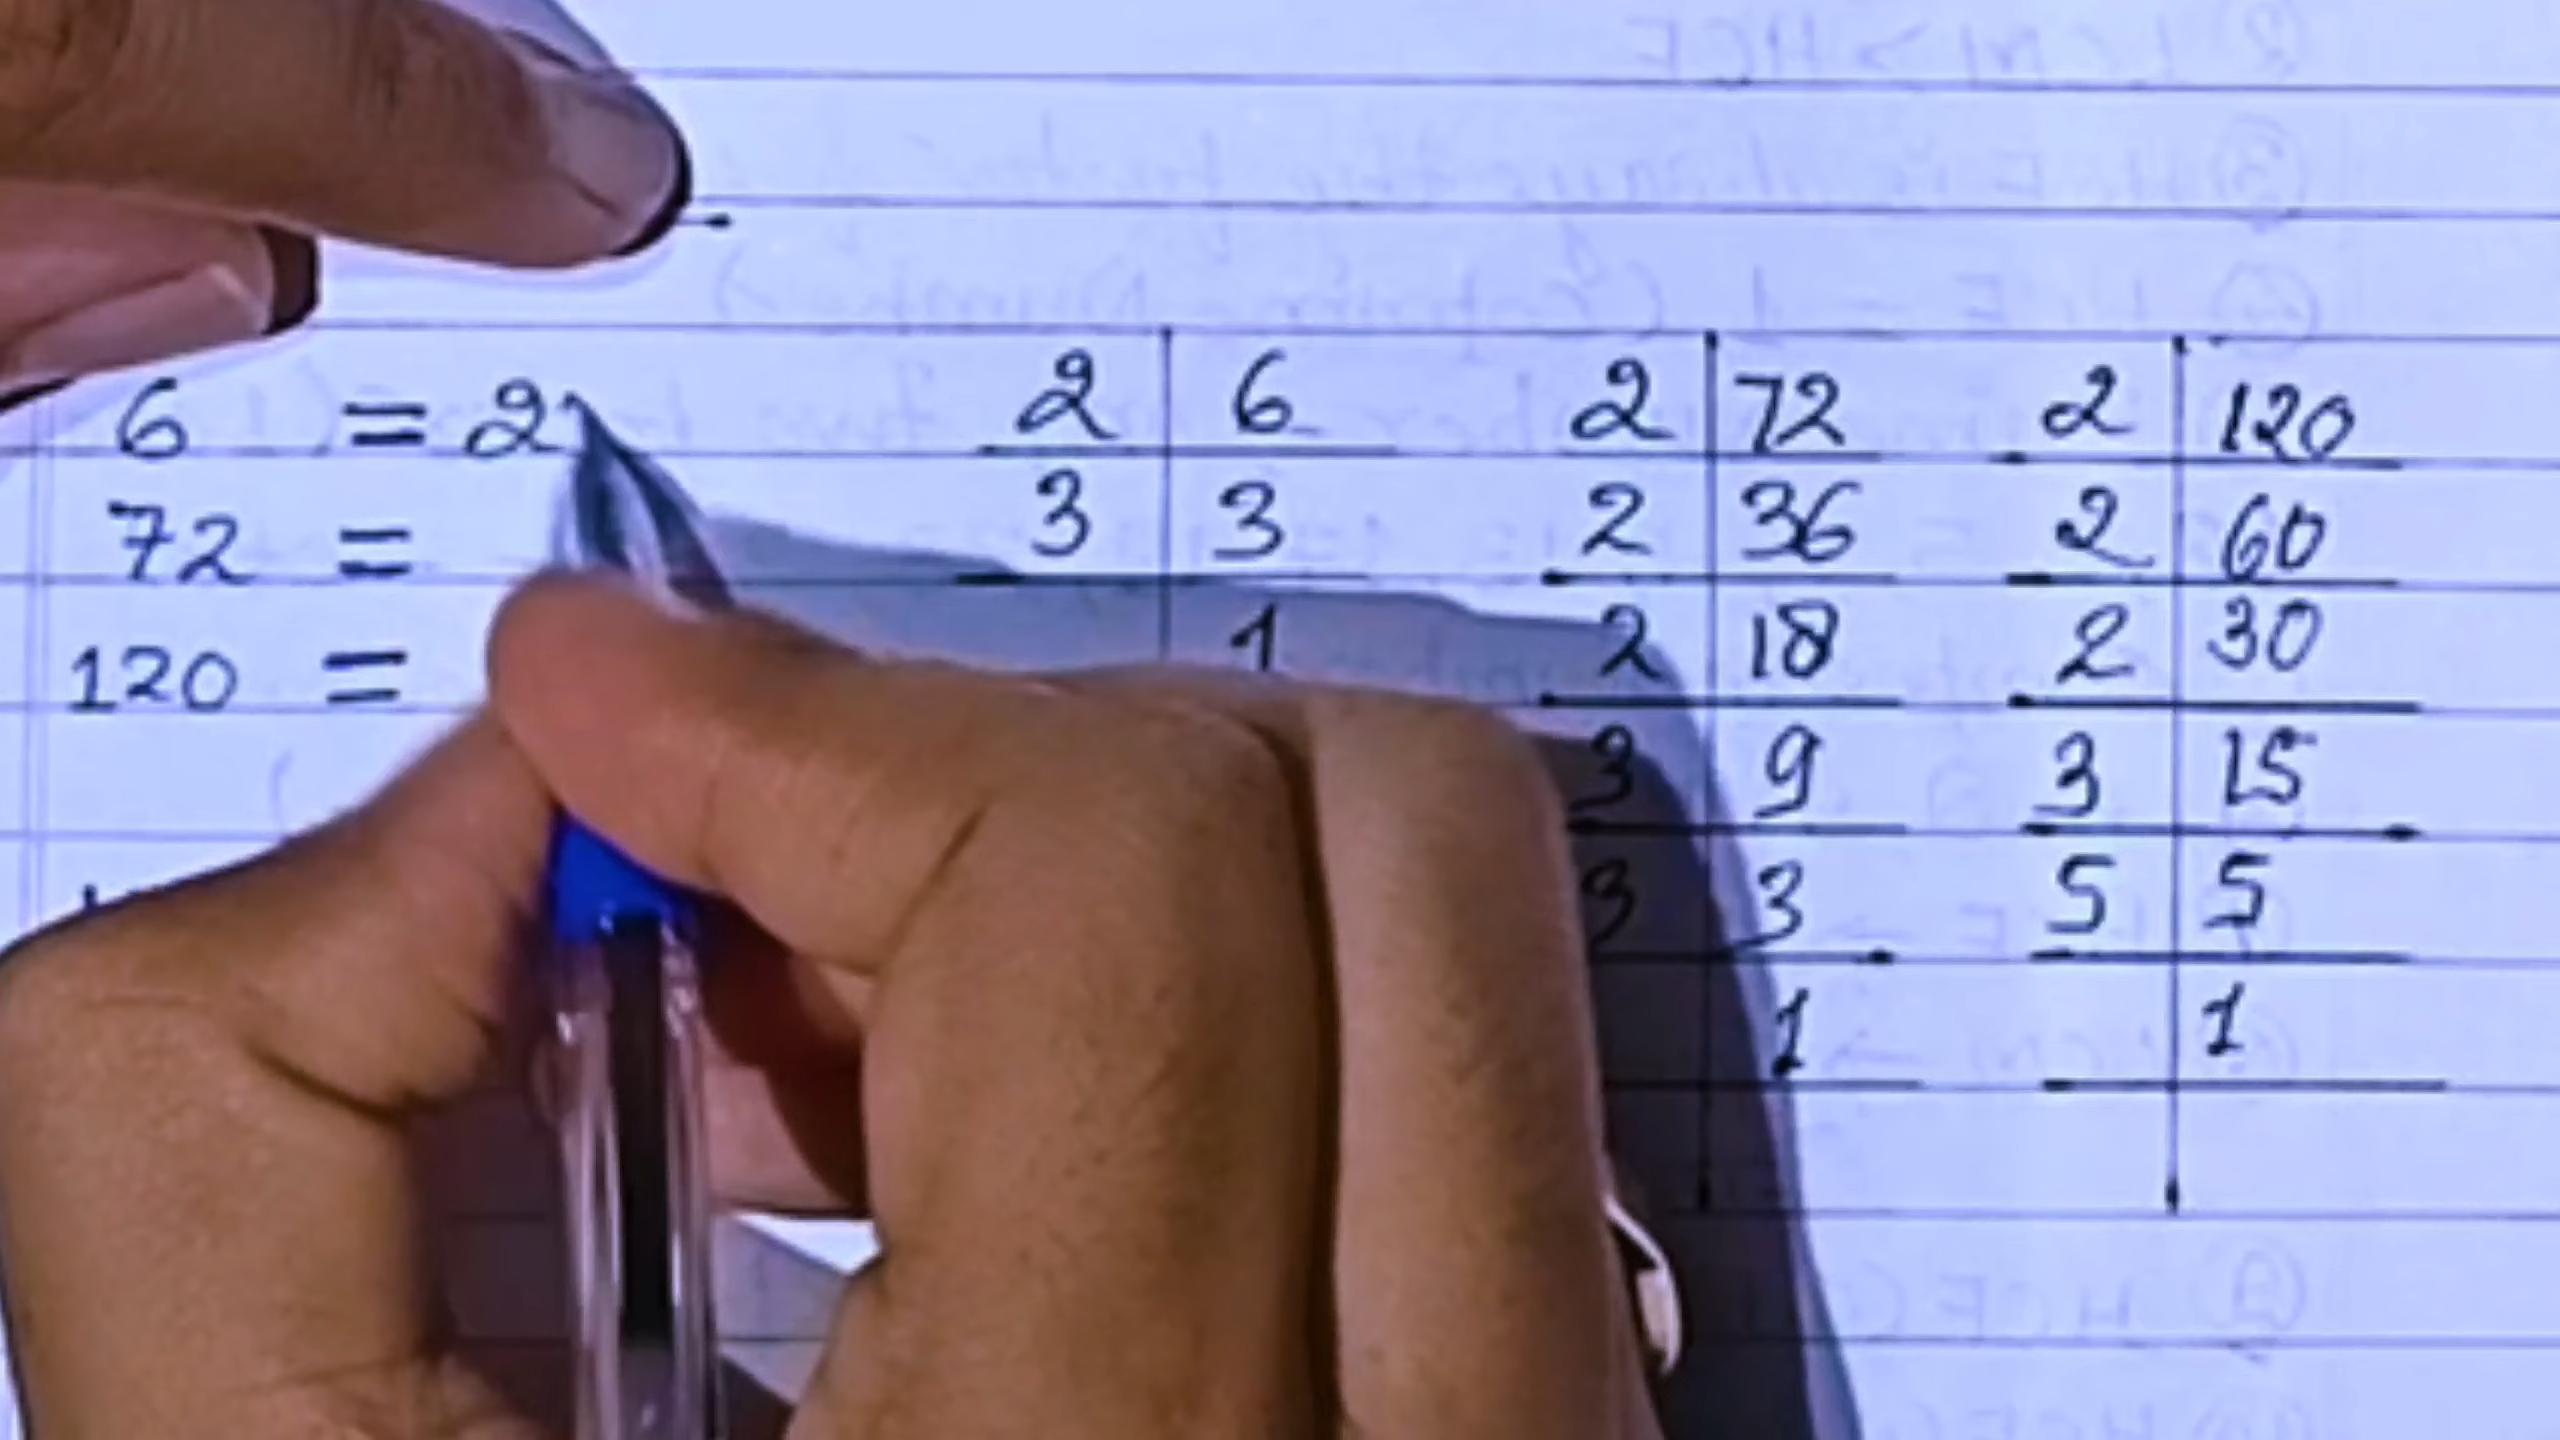 6 = 2 2 6 2 72 2 120
72 = 3 3 2 36 2 60
120 = 1 2 18 2 30
3 9 3 15
3 3 5 5
1 1